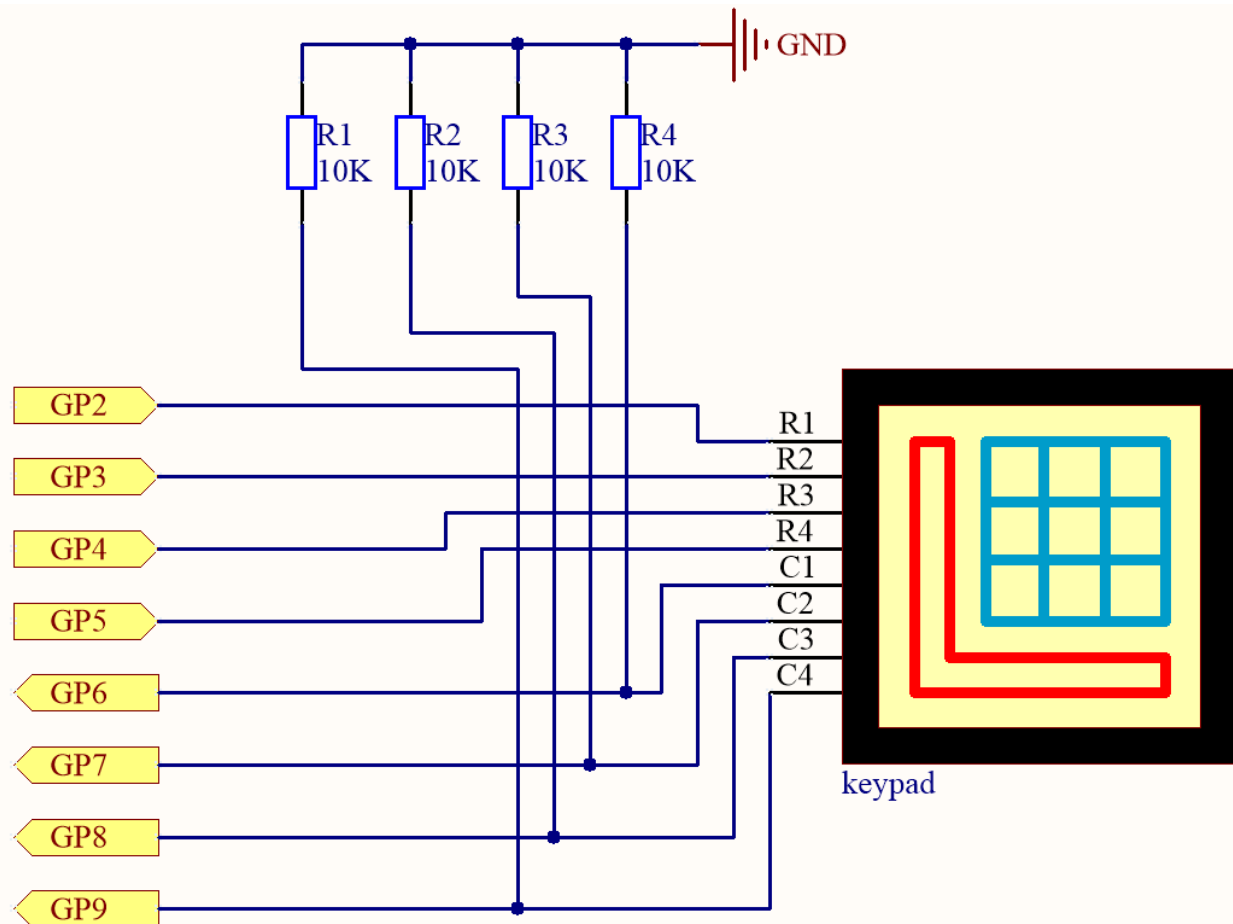 GND
R1
10K
R2
10K
R3
10K
R4
10K
GP2
GP3
GP4
GP5
GP6
GP7
GP8
GP9
R1
R2
R3
R4
C1
C2
C3
C4
keypad